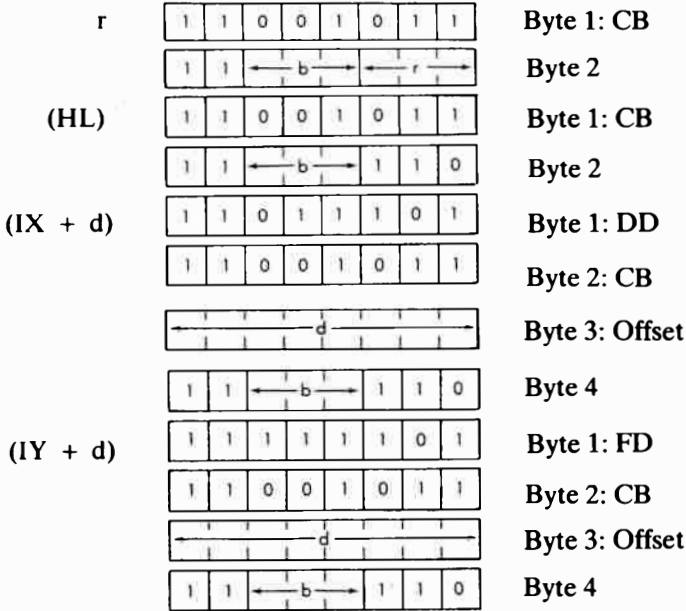 r 1 1 0 0 1 0 1 1 Byte 1: CB
1 1 b r Byte 2
(HL) 1 1 0 0 1 0 1 1 Byte 1: CB
1 1 b 1 1 0 Byte 2
(IX + d) 1 1 0 1 1 1 0 1 Byte 1: DD
1 1 0 0 1 0 1 1 Byte 2: CB
d Byte 3: Offset
1 1 b 1 1 0 Byte 4
(IY + d) 1 1 1 1 1 1 0 1 Byte 1: FD
1 1 0 0 1 0 1 1 Byte 2: CB
d Byte 3: Offset
1 1 b 1 1 0 Byte 4